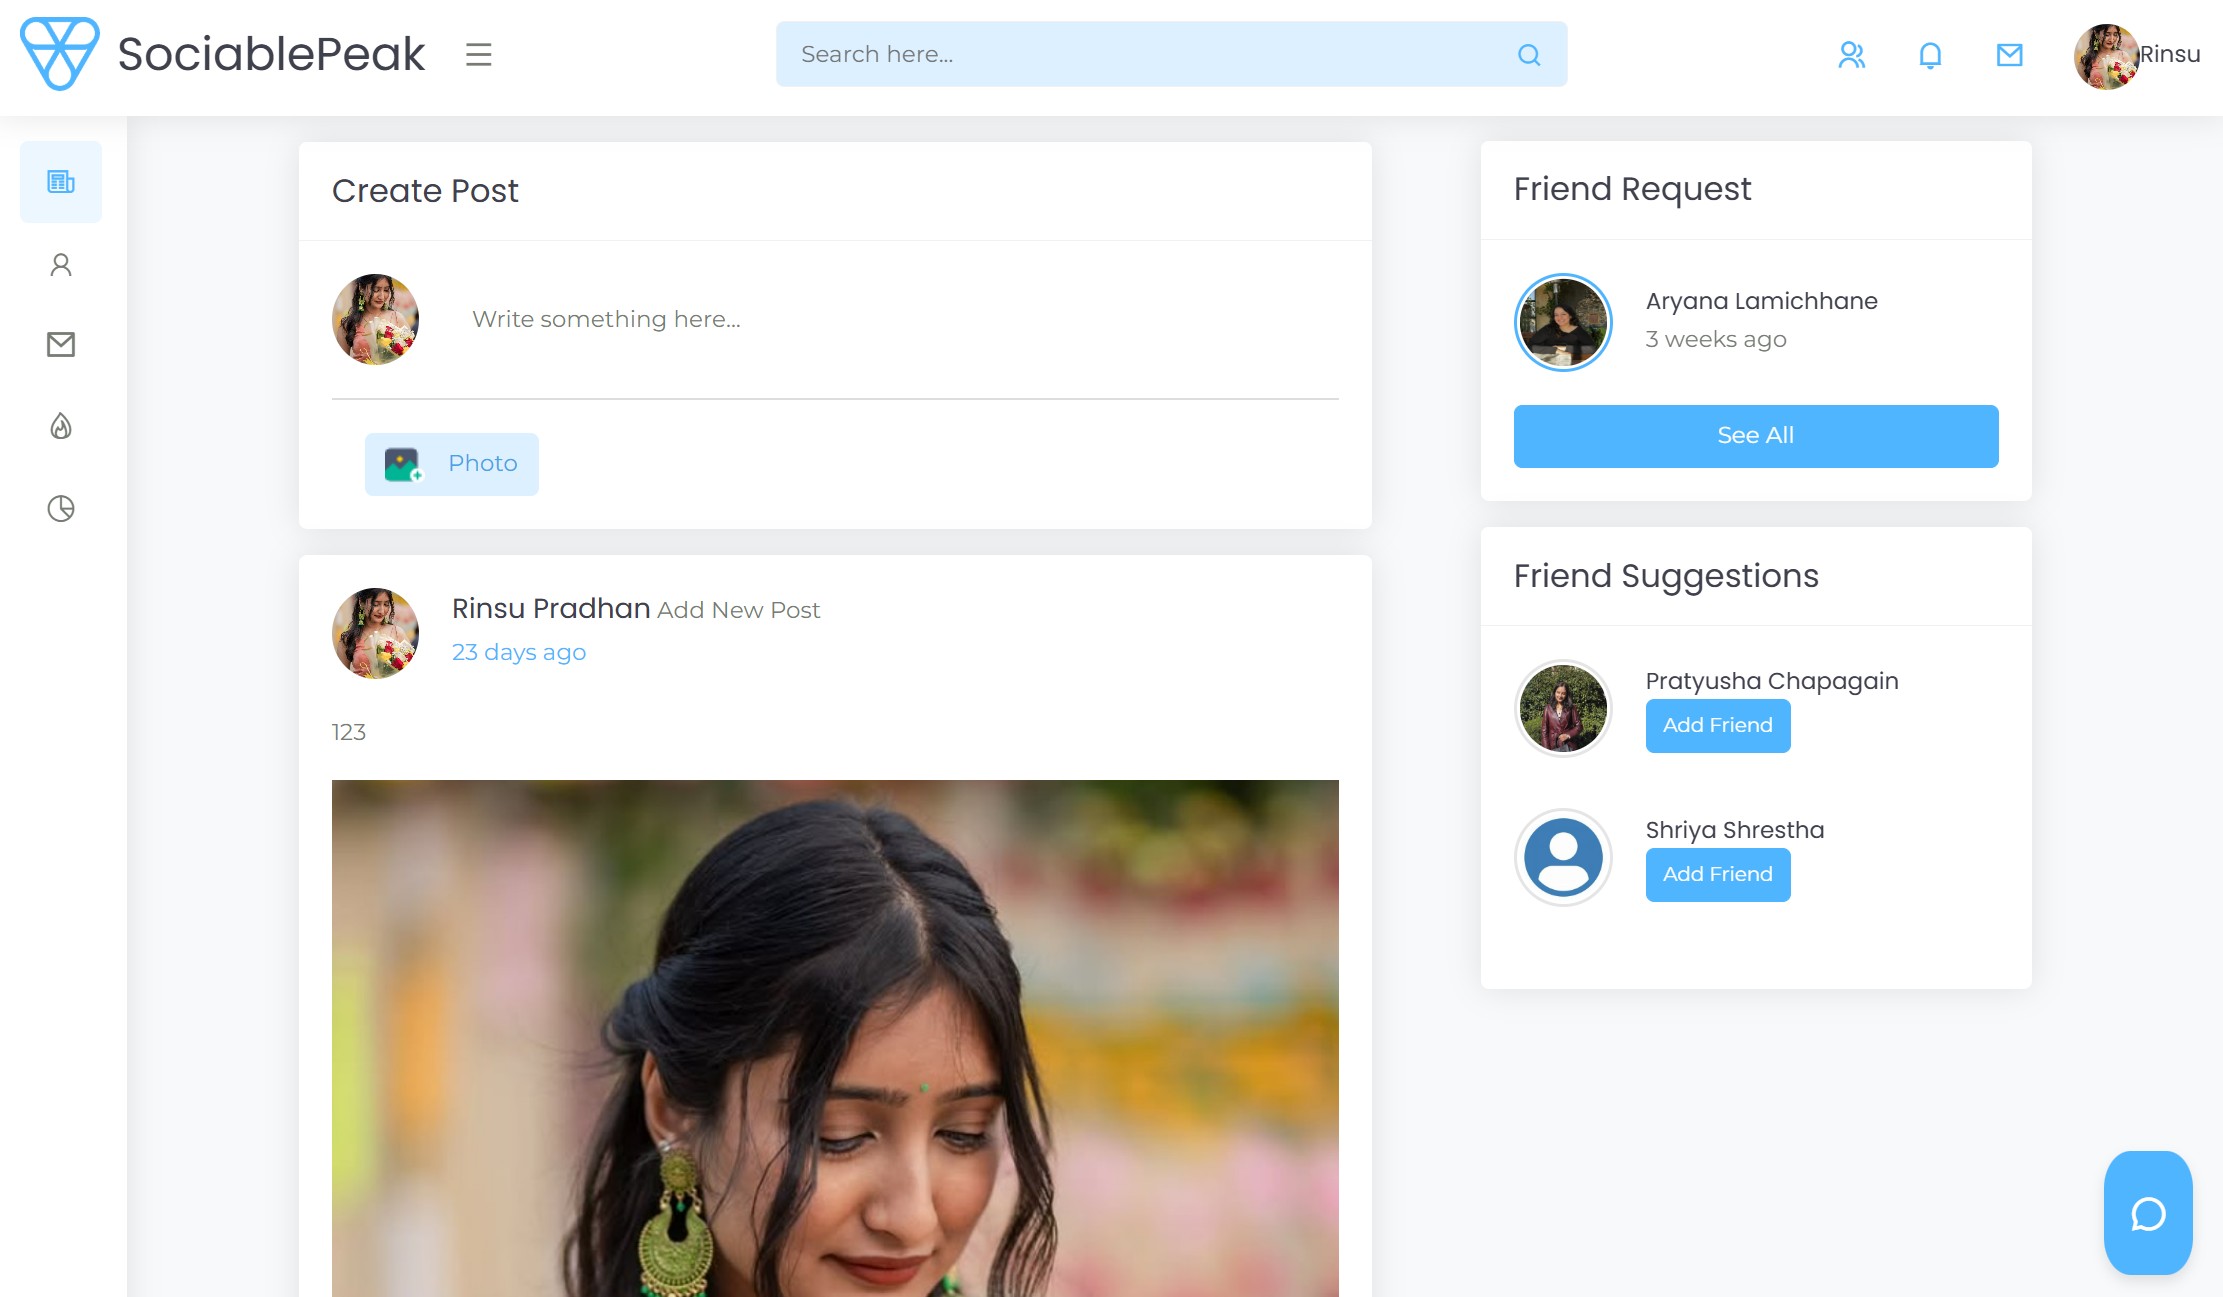 SociablePeak
Search here...
Rinsu
Create Post
Write something here...
Photo
Rinsu Pradhan Add New Post
23 days ago
123
Friend Request
Aryana Lamichhane
3 weeks ago
See All
Friend Suggestions
Pratyusha Chapagain
Add Friend
Shriya Shrestha
Add Friend